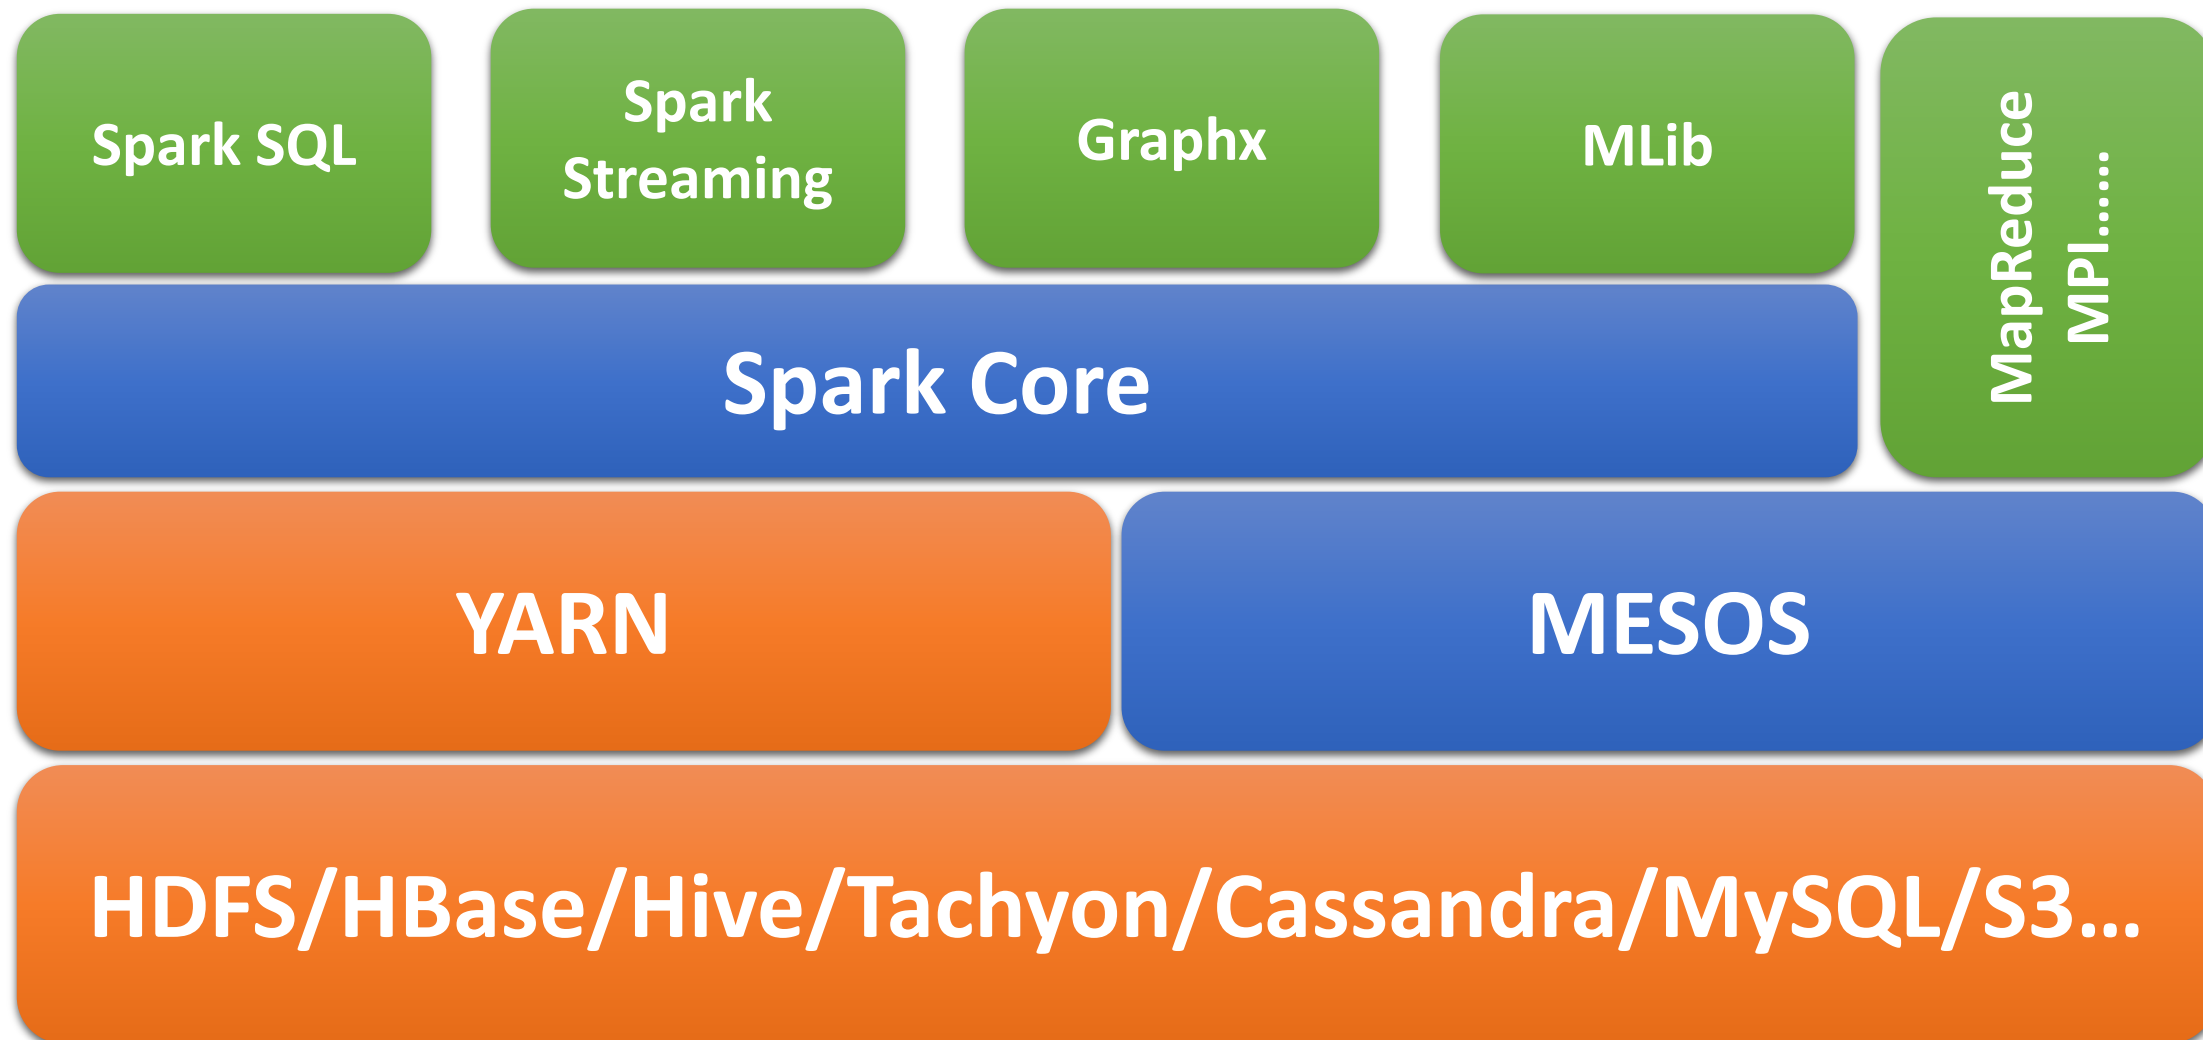 Spark SQL
Spark
Streaming
Graphx
MLib
MapReduce
MPI......
Spark Core
YARN
MESOS
HDFS/HBase/Hive/Tachyon/Cassandra/MySQL/S3...